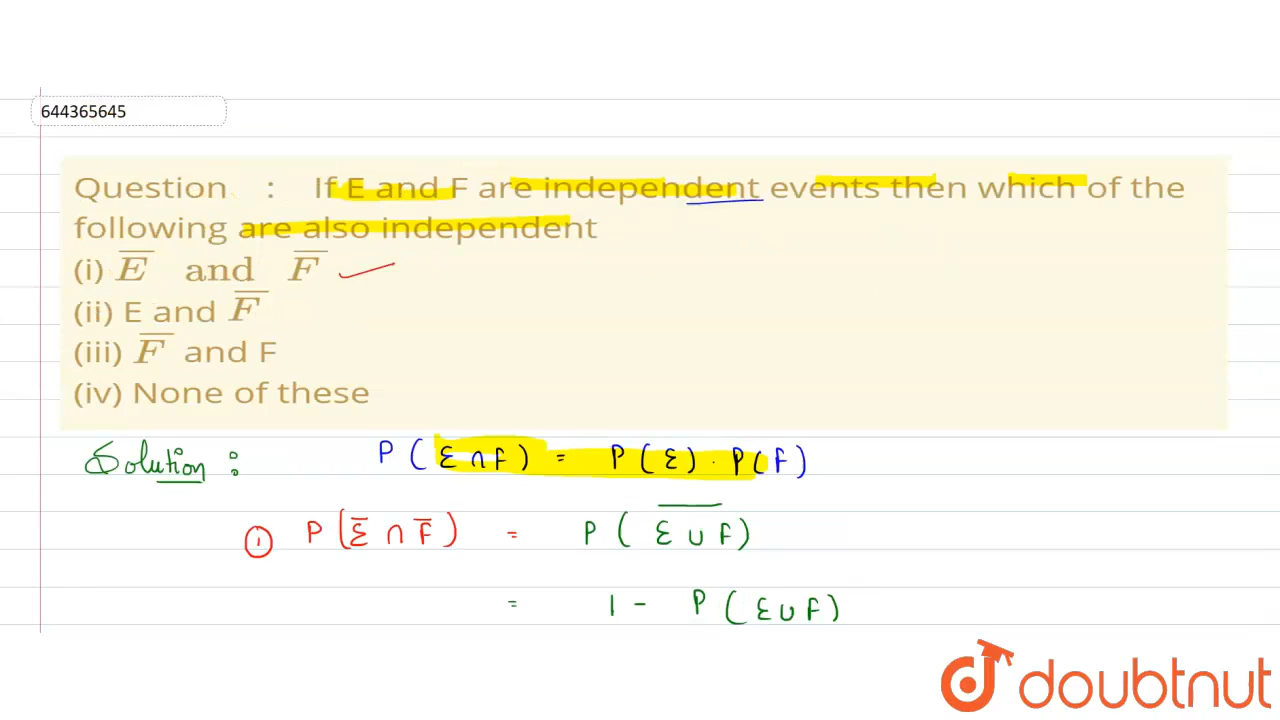 644365645
Question : If E and F are independent events then which of the
following are also independent
(i) E̅ and F̅
(ii) E and F̅
(iii) F̅ and F
(iv) None of these
Solution : P ( E ∩ F ) = P ( E ) . P ( F )
① P ( E̅ ∩ F̅ ) = P ( E̅ ̅∪̅ ̅F̅ )
= 1 - P ( E ∪ F )
doubtnut